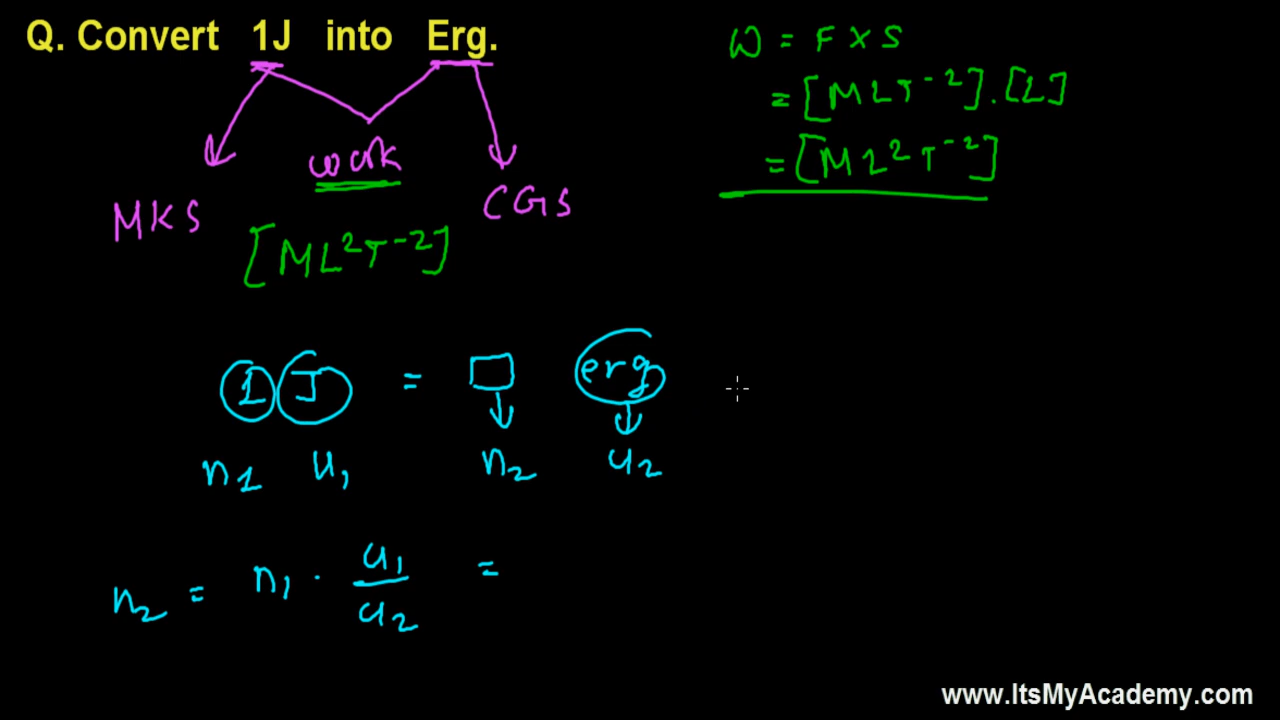 Q. Convert 1J into Erg.
W = F X S
= [MLT⁻²].[L]
= [ML²T⁻²]
work
MKS
CGS
[ML²T⁻²]
1 J = □ erg
n1 u₁ n₂ u₂
n₂ = n₁ · u₁/u₂ =
www.ItsMyAcademy.com